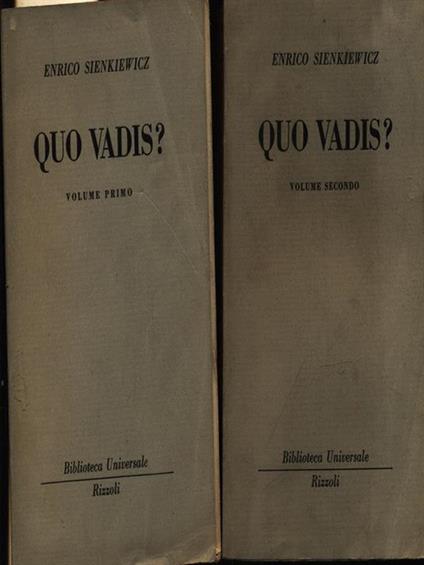 ENRICO SIENKIEWICZ
QUO VADIS?
VOLUME PRIMO
Biblioteca Universale
Rizzoli
ENRICO SIENKIEWICZ
QUO VADIS?
VOLUME SECONDO
Biblioteca Universale
Rizzoli